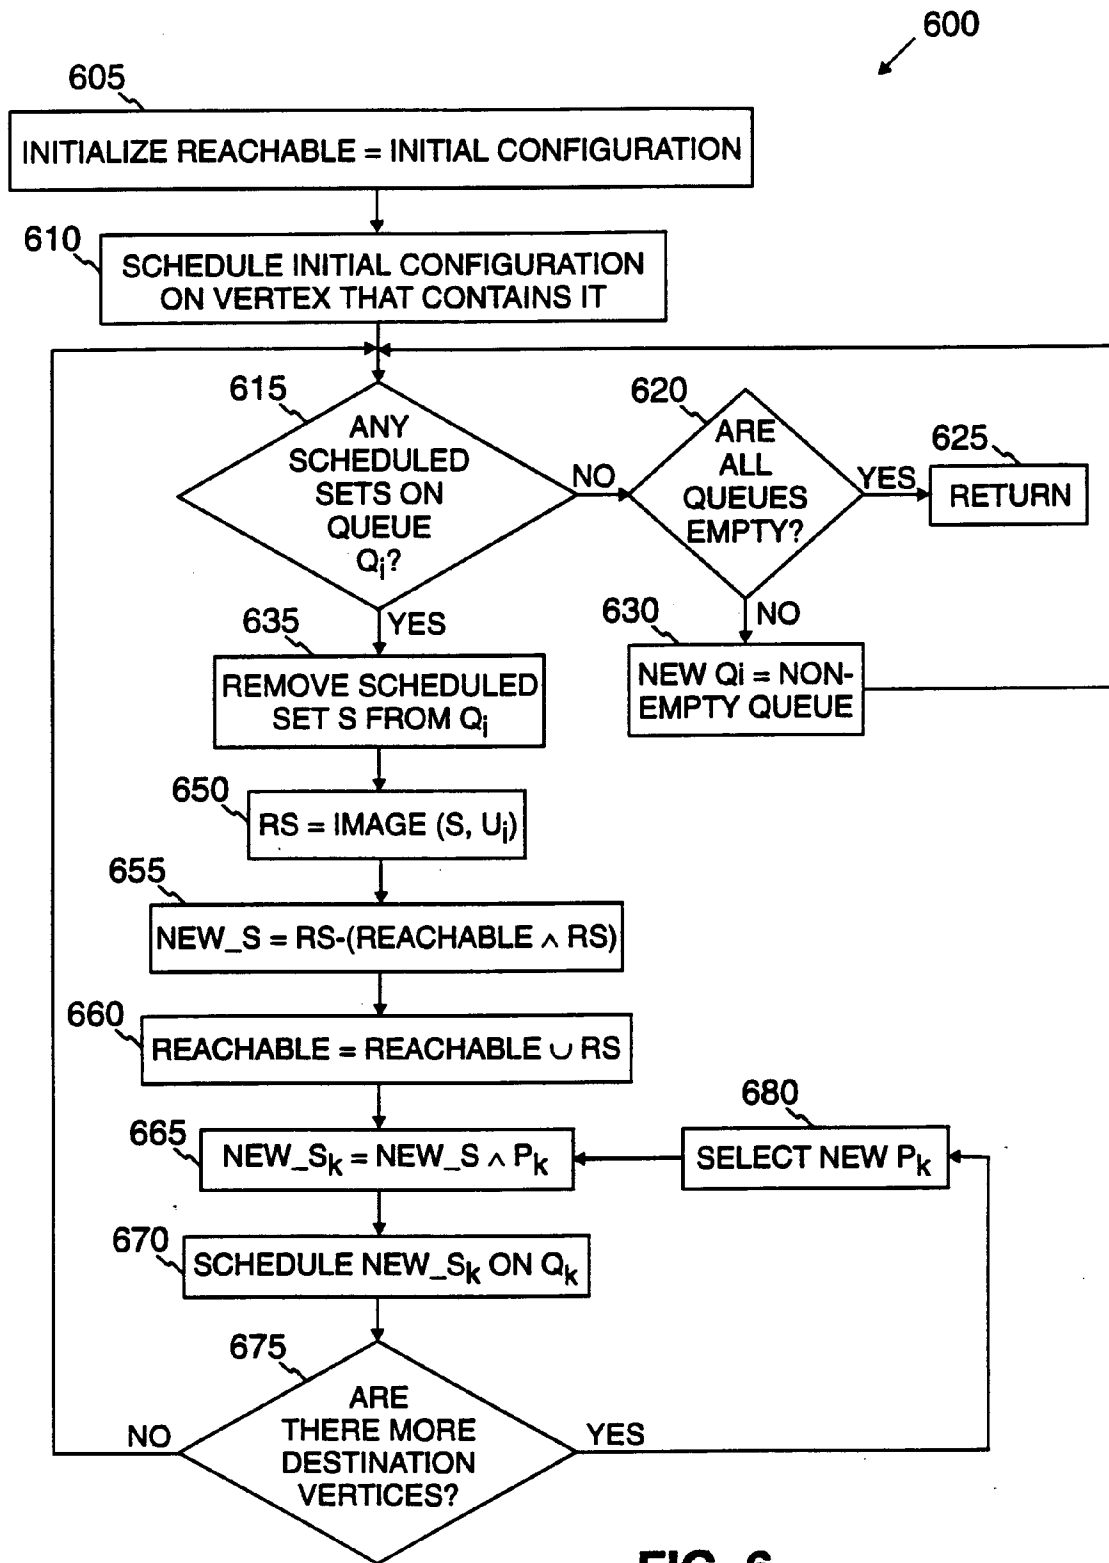 600
605
INITIALIZE REACHABLE = INITIAL CONFIGURATION
610
SCHEDULE INITIAL CONFIGURATION
ON VERTEX THAT CONTAINS IT
615
ANY
SCHEDULED
SETS ON
QUEUE
Qi?
NO
620
ARE
ALL
QUEUES
EMPTY?
YES
625
RETURN
NO
630
NEW Qi = NON-
EMPTY QUEUE
YES
635
REMOVE SCHEDULED
SET S FROM Qi
650
RS = IMAGE (S, Ui)
655
NEW_S = RS-(REACHABLE ∧ RS)
660
REACHABLE = REACHABLE ∪ RS
665
NEW_Sk = NEW_S ∧ Pk
680
SELECT NEW Pk
670
SCHEDULE NEW_Sk ON Qk
675
ARE
THERE MORE
DESTINATION
VERTICES?
NO
YES
FIG. 6